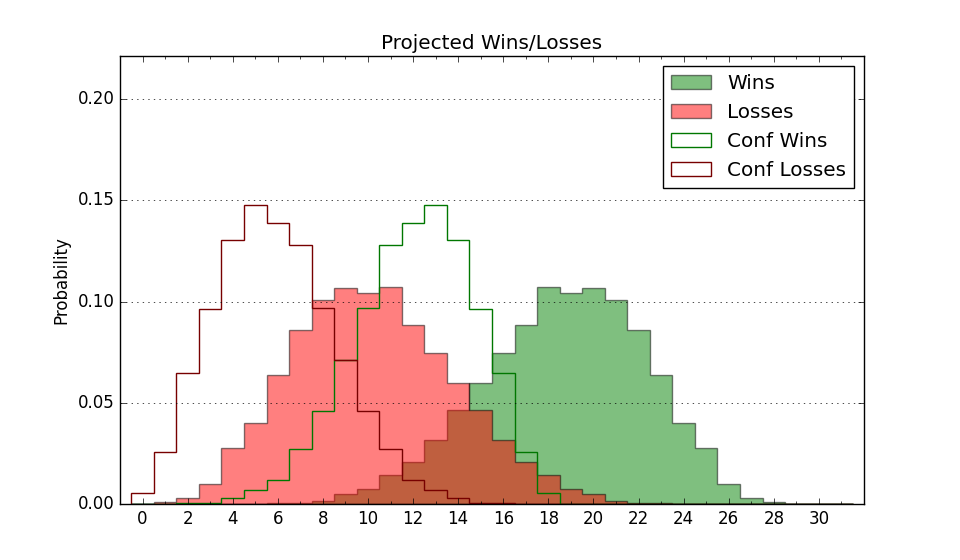 Projected Wins/Losses
Wins
Losses
Conf Wins
Conf Losses
Probability
0.20
0.15
0.10
0.05
0.00
0 2 4 6 8 10 12 14 16 18 20 22 24 26 28 30